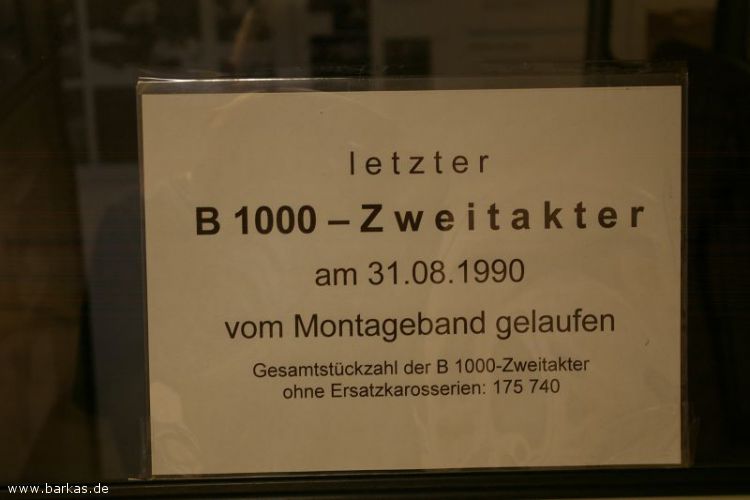 letzter
B 1000 – Zweitakter
am 31.08.1990
vom Montageband gelaufen
Gesamtstückzahl der B 1000-Zweitakter
ohne Ersatzkarosserien: 175 740
www.barkas.de